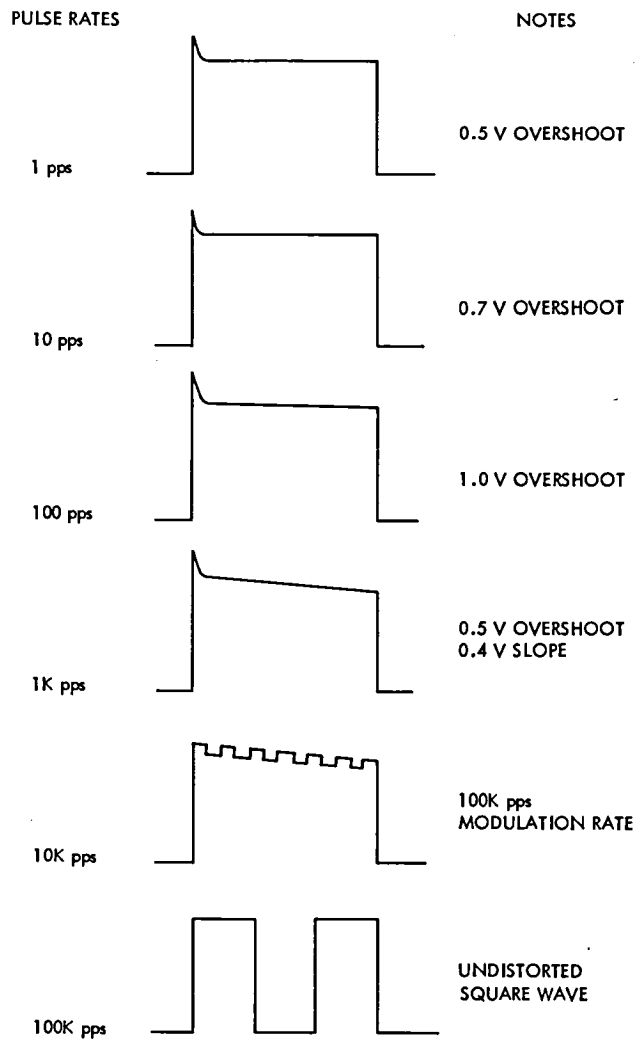 PULSE RATES
NOTES
0.5 V OVERSHOOT
1 pps
0.7 V OVERSHOOT
10 pps
1.0 V OVERSHOOT
100 pps
0.5 V OVERSHOOT
0.4 V SLOPE
1K pps
100K pps
MODULATION RATE
10K pps
UNDISTORTED
SQUARE WAVE
100K pps